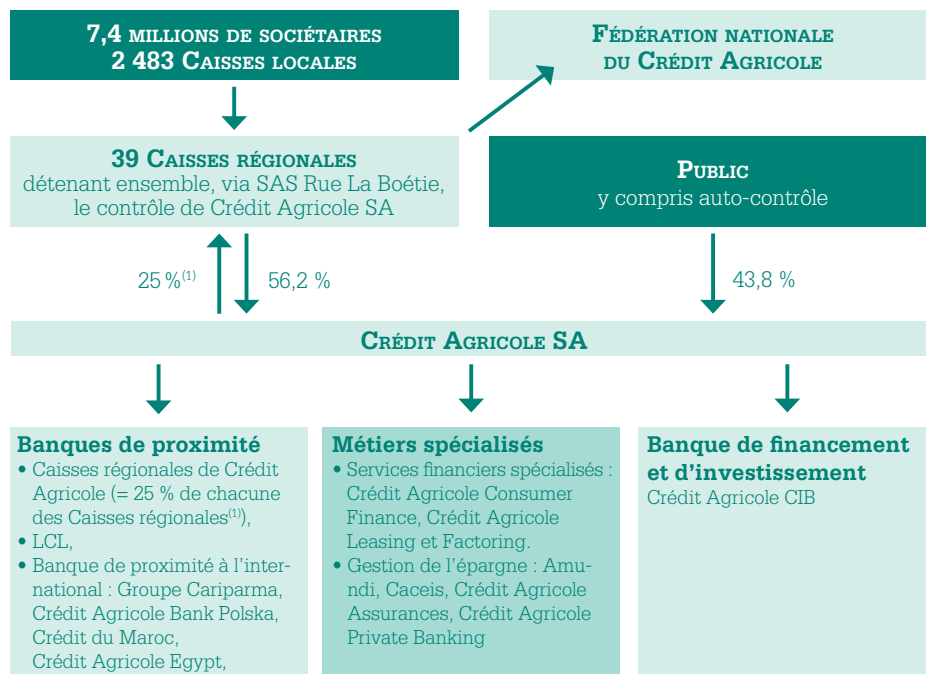 7,4 millions de sociétaires
2 483 Caisses locales
Fédération nationale
du Crédit Agricole
39 Caisses régionales
détenant ensemble, via SAS Rue La Boétie,
le contrôle de Crédit Agricole SA
Public
y compris auto-contrôle
25 %(1)
56,2 %
43,8 %
Crédit Agricole SA
Banques de proximité
• Caisses régionales de Crédit
Agricole (= 25 % de chacune
des Caisses régionales(1)),
• LCL,
• Banque de proximité à l'inter-
national : Groupe Cariparma,
Crédit Agricole Bank Polska,
Crédit du Maroc,
Crédit Agricole Egypt,
Métiers spécialisés
• Services financiers spécialisés :
Crédit Agricole Consumer
Finance, Crédit Agricole
Leasing et Factoring.
• Gestion de l'épargne : Amu-
ndi, Caceis, Crédit Agricole
Assurances, Crédit Agricole
Private Banking
Banque de financement
et d'investissement
Crédit Agricole CIB